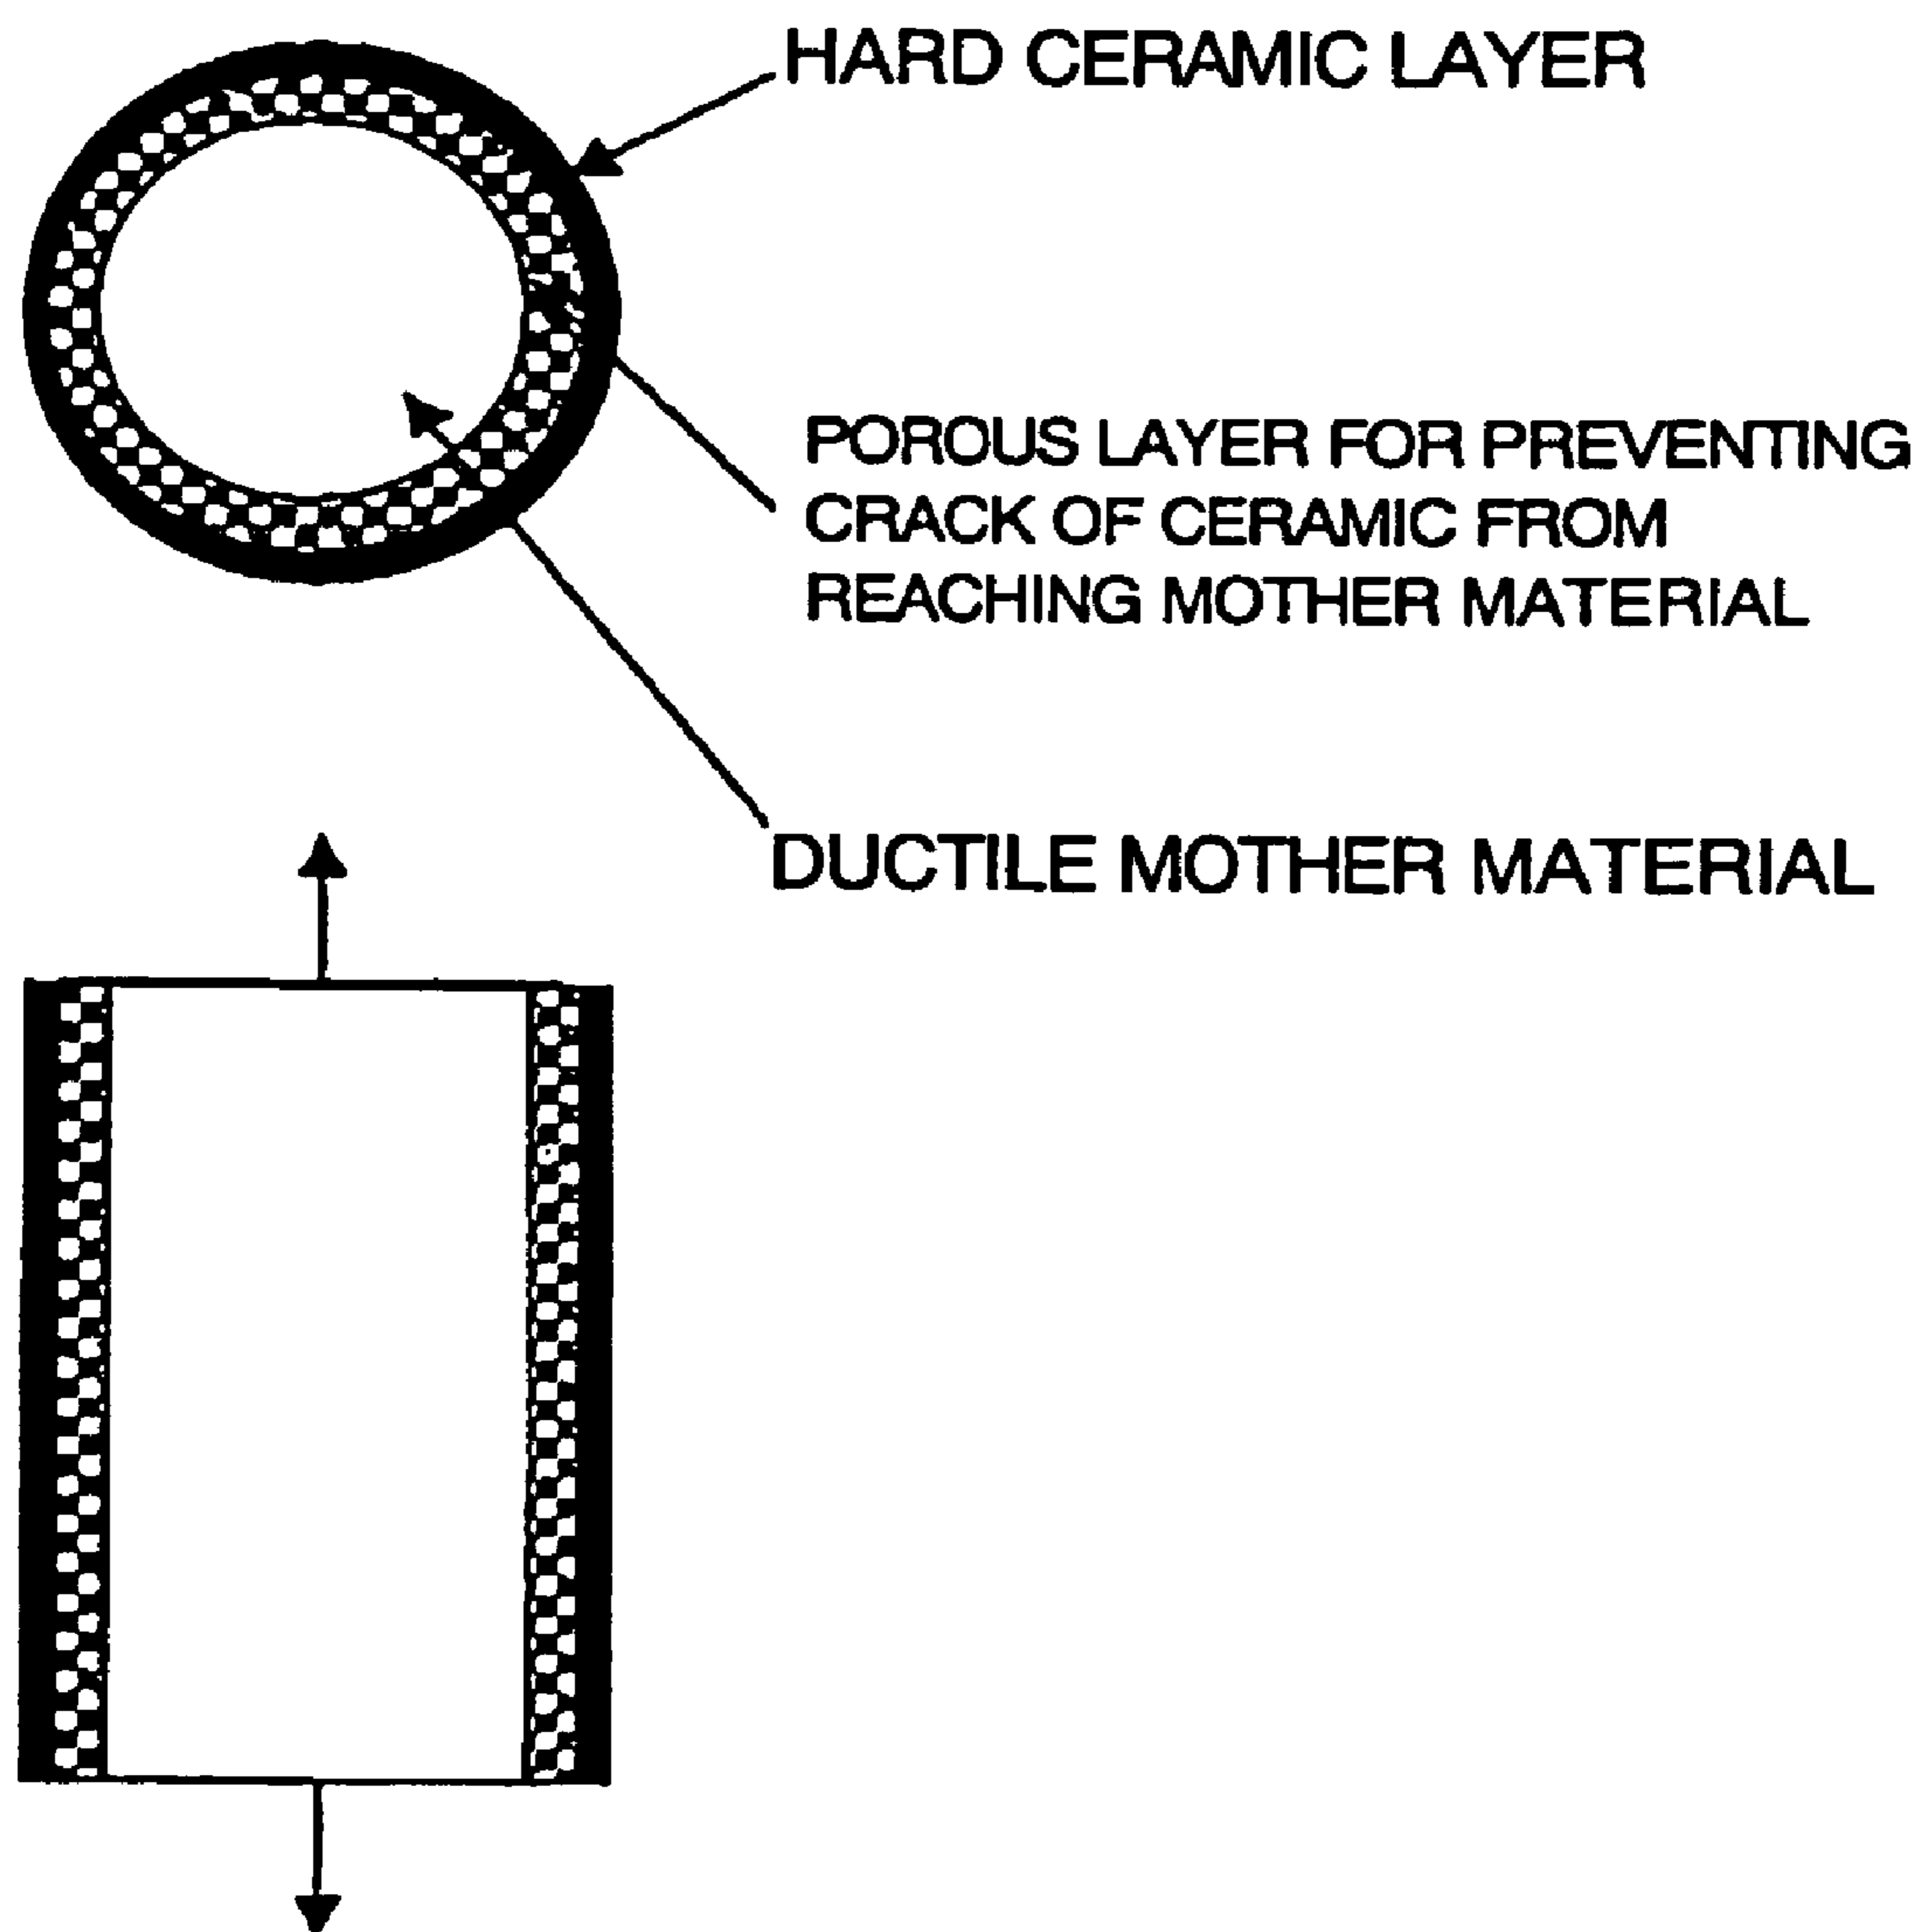 HARD CERAMIC LAYER
POROUS LAYER FOR PREVENTING
CRACK OF CERAMIC FROM
REACHING MOTHER MATERIAL
DUCTILE MOTHER MATERIAL